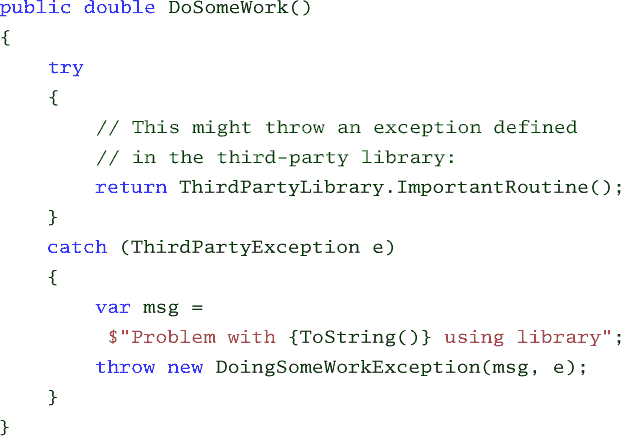 public double DoSomeWork()
{
    try
    {
        // This might throw an exception defined
        // in the third-party library:
        return ThirdPartyLibrary.ImportantRoutine();
    }
    catch (ThirdPartyException e)
    {
        var msg =
         $"Problem with {ToString()} using library";
        throw new DoingSomeWorkException(msg, e);
    }
}